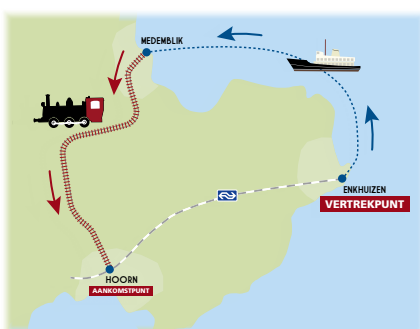 MEDEMBLIK
ENKHUIZEN
VERTREKPUNT
HOORN
AANKOMSTPUNT